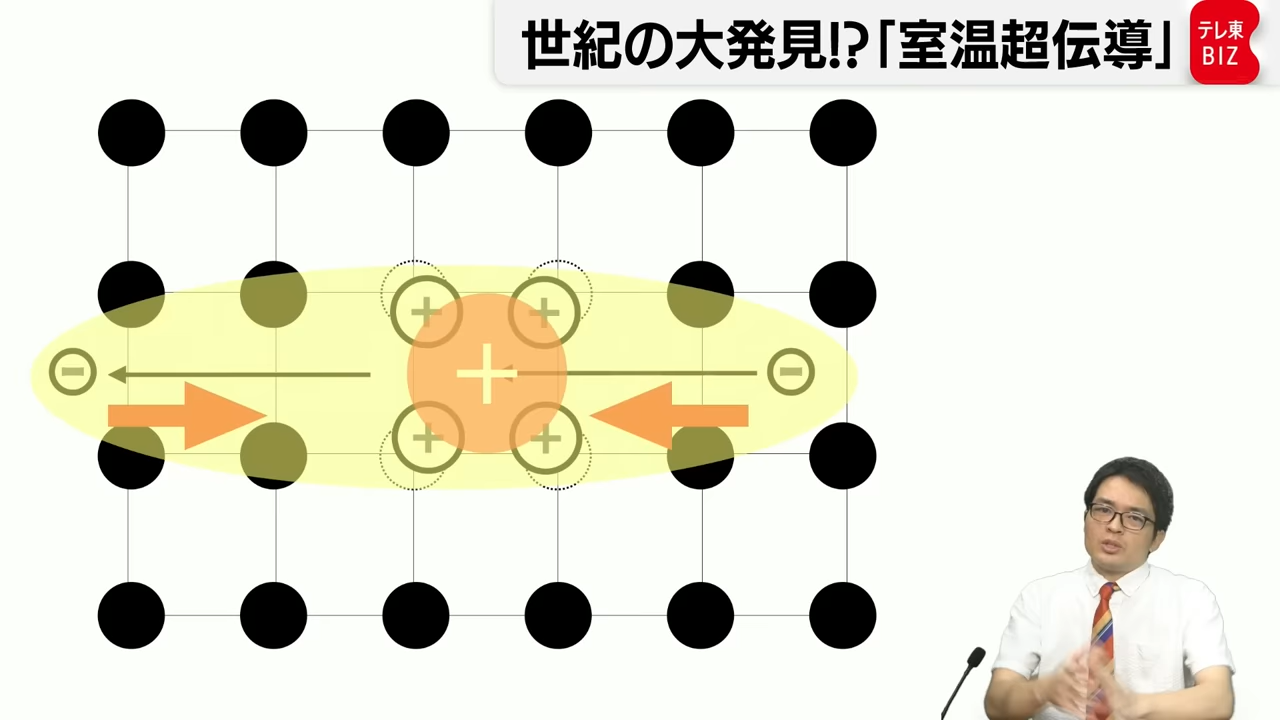 世紀の大発見!?「室温超伝導」
テレ東
BIZ
+ +
− + −
+ +